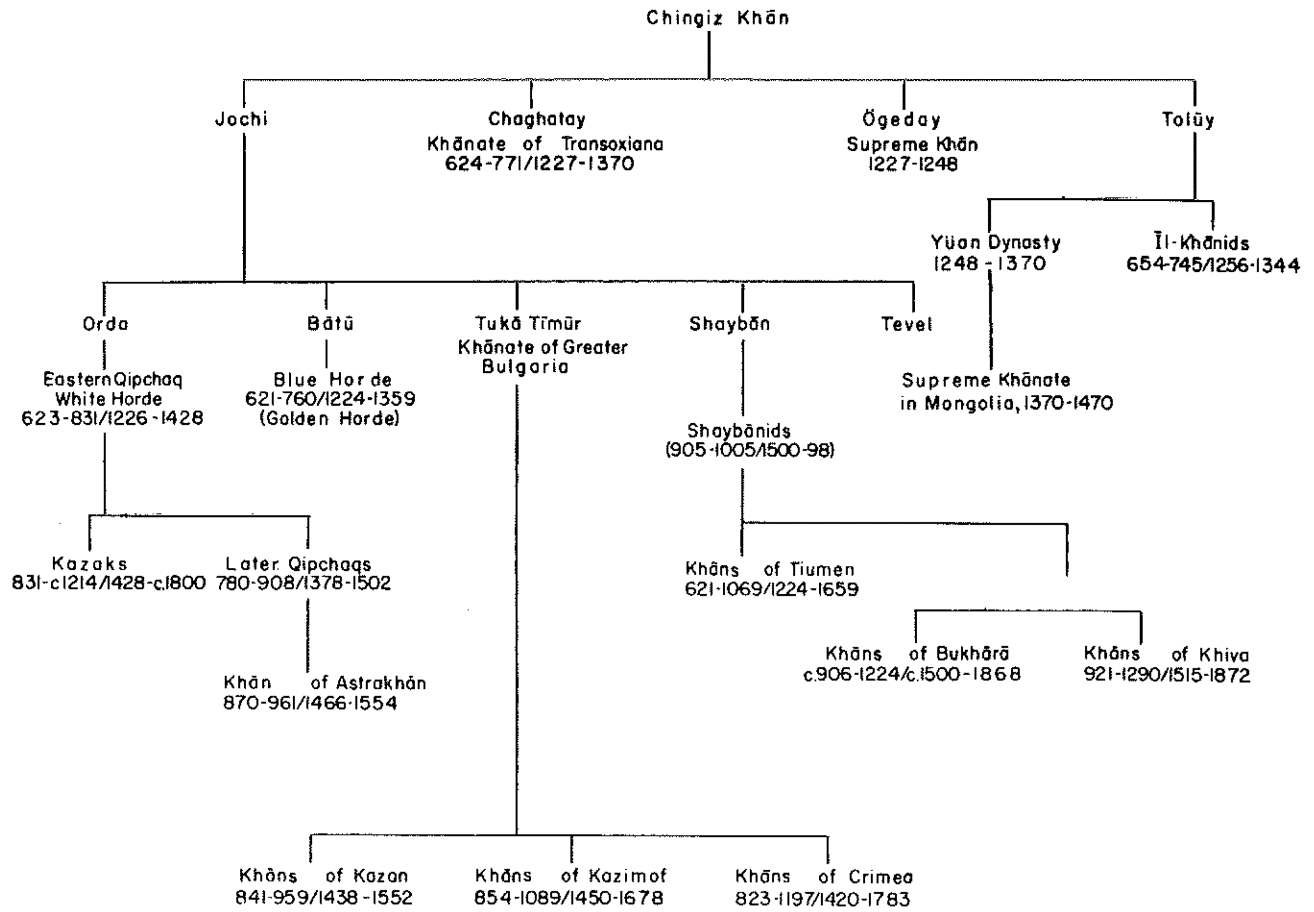 Chingiz Khān
Jochi
Chaghatay
Khānate of Transoxiana
624-771/1227-1370
Ögeday
Supreme Khān
1227-1248
Tolūy
Yüan Dynasty
1248-1370
Īl-Khānids
654-745/1256-1344
Orda
Bātū
Tukā Tīmūr
Khānate of Greater
Bulgaria
Shaybān
Tevel
Eastern Qipchaq
White Horde
623-831/1226-1428
Blue Horde
621-760/1224-1359
(Golden Horde)
Supreme Khānate
in Mongolia, 1370-1470
Shaybānids
(905-1005/1500-98)
Kazaks
831-c1214/1428-c.1800
Later Qipchaqs
780-908/1378-1502
Khāns of Tiumen
621-1069/1224-1659
Khāns of Bukhārā
c.906-1224/c.1500-1868
Khāns of Khiva
921-1290/1515-1872
Khān of Astrakhān
870-961/1466-1554
Khāns of Kazan
841-959/1438-1552
Khāns of Kazimof
854-1089/1450-1678
Khāns of Crimea
823-1197/1420-1783